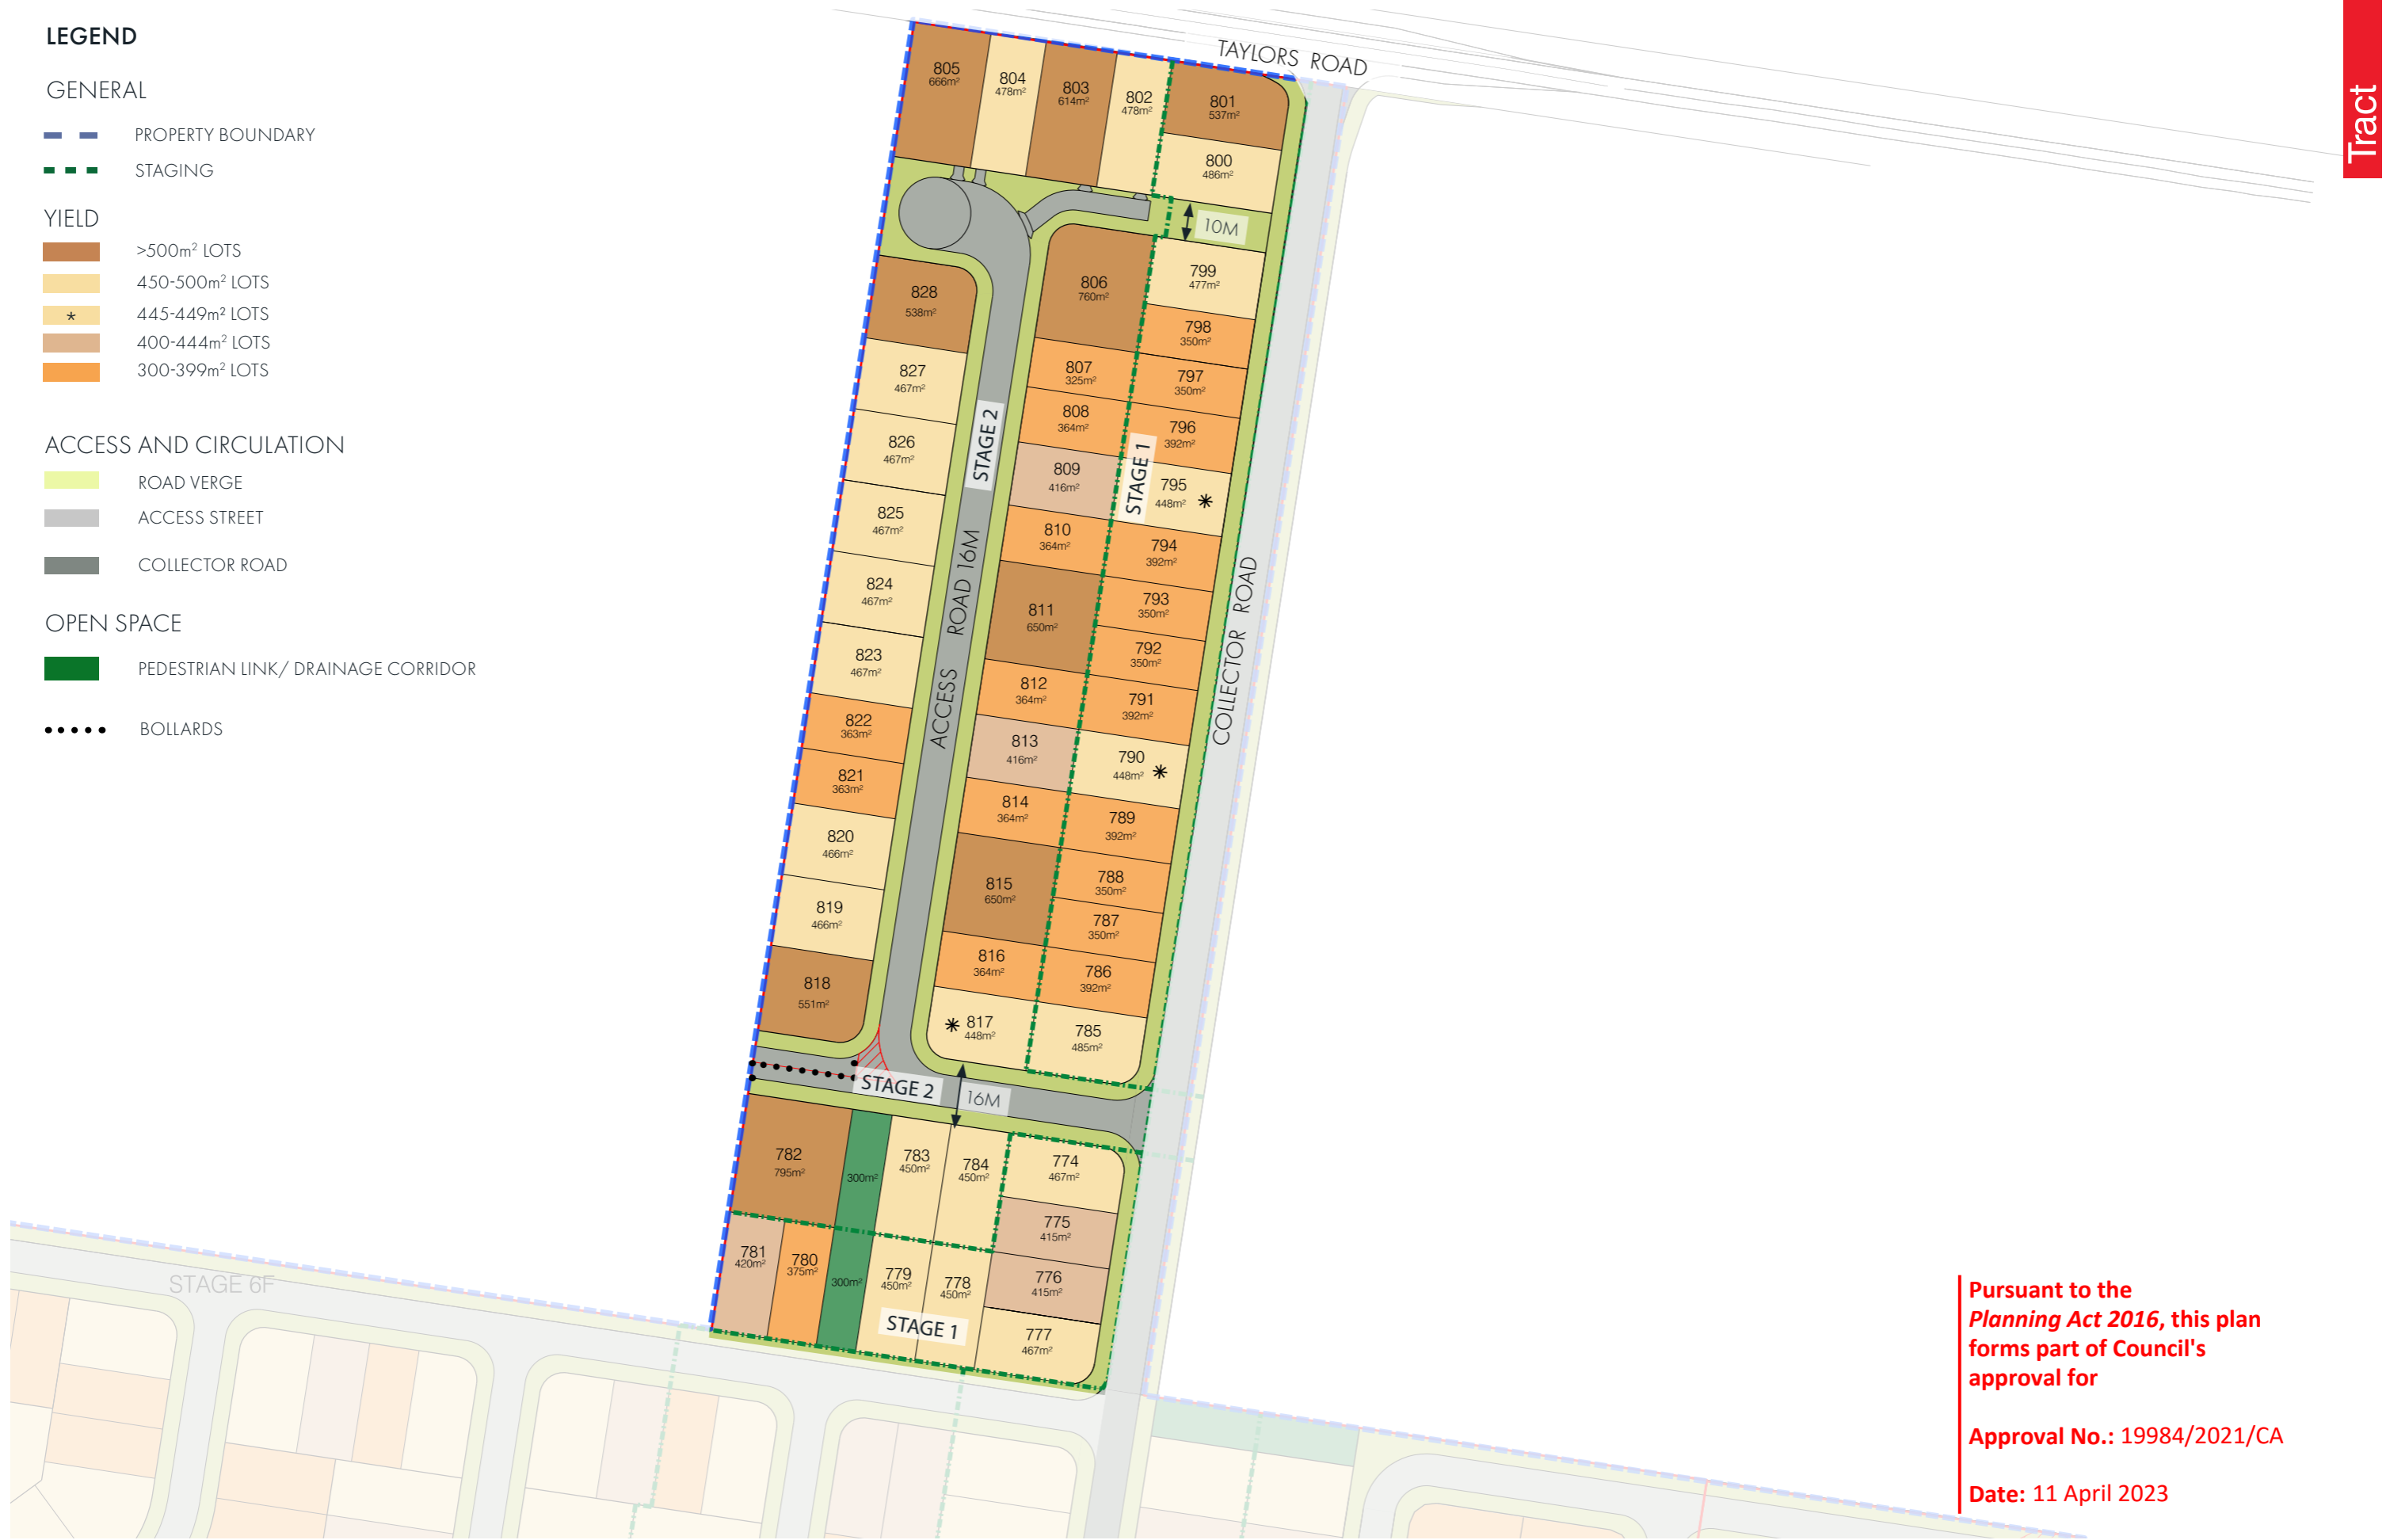 LEGEND
GENERAL
PROPERTY BOUNDARY
STAGING
YIELD
>500m² LOTS
450-500m² LOTS
* 445-449m² LOTS
400-444m² LOTS
300-399m² LOTS
ACCESS AND CIRCULATION
ROAD VERGE
ACCESS STREET
COLLECTOR ROAD
OPEN SPACE
PEDESTRIAN LINK/ DRAINAGE CORRIDOR
BOLLARDS
Tract
TAYLORS ROAD
805
666m²
804
478m²
803
614m²
802
478m²
801
537m²
800
486m²
10M
799
477m²
806
760m²
828
538m²
798
350m²
827
467m²
807
325m²
797
350m²
808
364m²
796
392m²
STAGE 2
STAGE 1
826
467m²
809
416m²
795
448m² *
825
467m²
810
364m²
794
392m²
824
467m²
811
650m²
793
350m²
792
350m²
823
467m²
812
364m²
791
392m²
ACCESS ROAD 16M
COLLECTOR ROAD
822
363m²
813
416m²
790
448m² *
821
363m²
814
364m²
789
392m²
820
466m²
815
650m²
788
350m²
819
466m²
787
350m²
816
364m²
786
392m²
818
551m²
* 817
448m²
785
485m²
STAGE 2
16M
782
795m²
300m²
783
450m²
784
450m²
774
467m²
775
415m²
781
420m²
780
375m²
300m²
779
450m²
778
450m²
776
415m²
STAGE 1
777
467m²
STAGE 6F
Pursuant to the
Planning Act 2016, this plan
forms part of Council's
approval for
Approval No.: 19984/2021/CA
Date: 11 April 2023